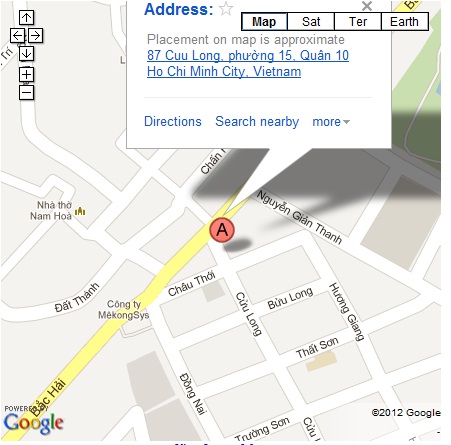 Address:
Map Sat Ter Earth
Placement on map is approximate
87 Cuu Long, phường 15, Quân 10
Ho Chi Minh City, Vietnam
Directions Search nearby more
Trí
Chấn
Nhà thờ
Nam Hoà
Nguyễn Giản Thanh
A
Châu Thới
Đất Thánh
Công ty
MêkongSys
Cửu Long
Bửu Long
Hương Giang
Thất Sơn
Đồng Nai
Bắc Hải
Trường Sơn
POWERED BY
Google
©2012 Google